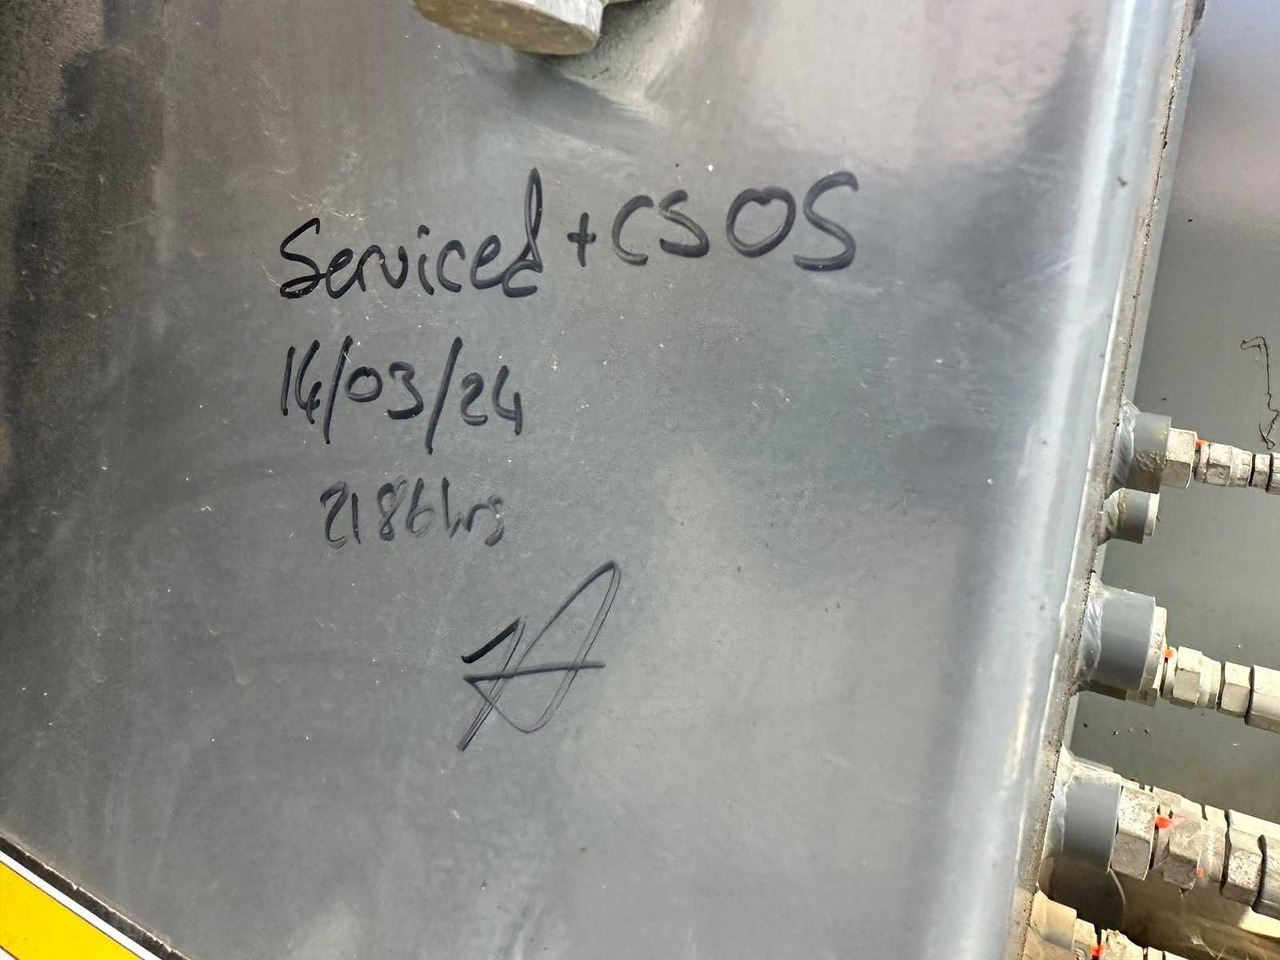 Serviced + CSOS
14/03/24
2186hrs